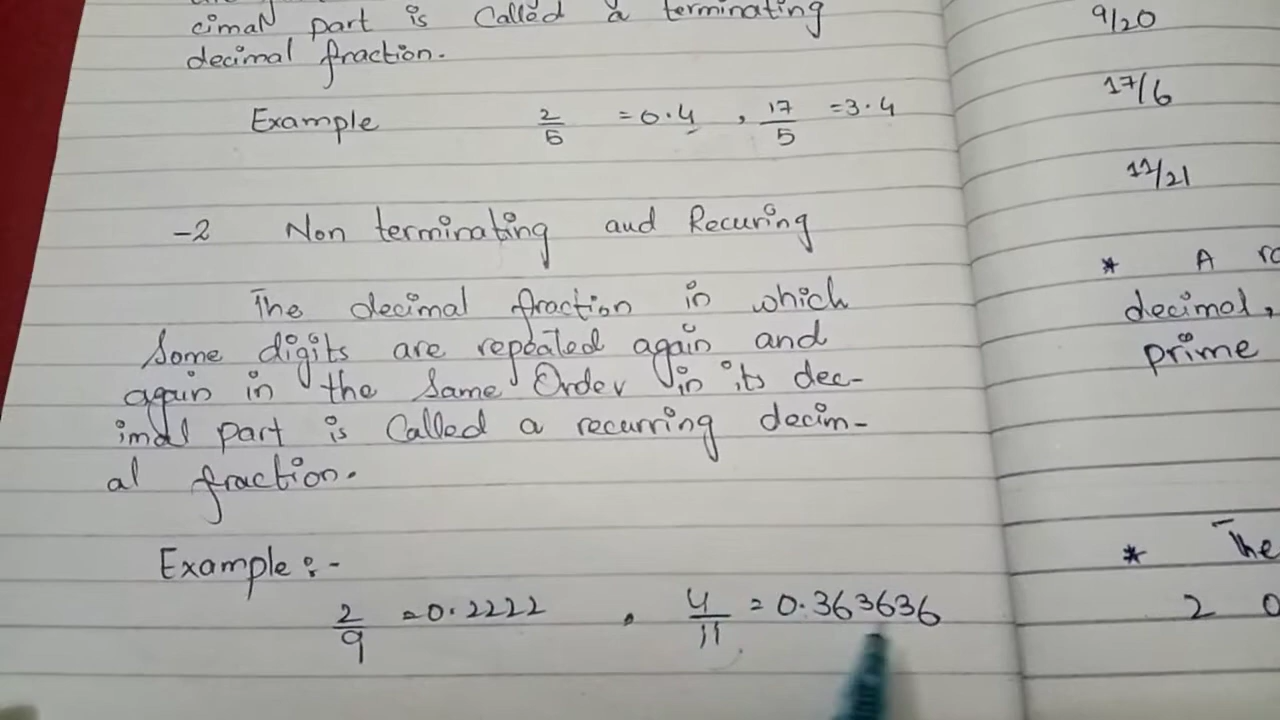 cimal part is called a terminating
decimal fraction.
Example 2/5 =0.4 , 17/5 =3.4
-2 Non terminating and Recuring
The decimal fraction in which
Some digits are repeated again and
again in the same Order in its dec-
imal part is Called a recurring decim-
al fraction.
Example :-
2/9 =0.2222 , 4/11 = 0.363636
9/20
17/6
11/21
* A
decimal,
prime
* The
2